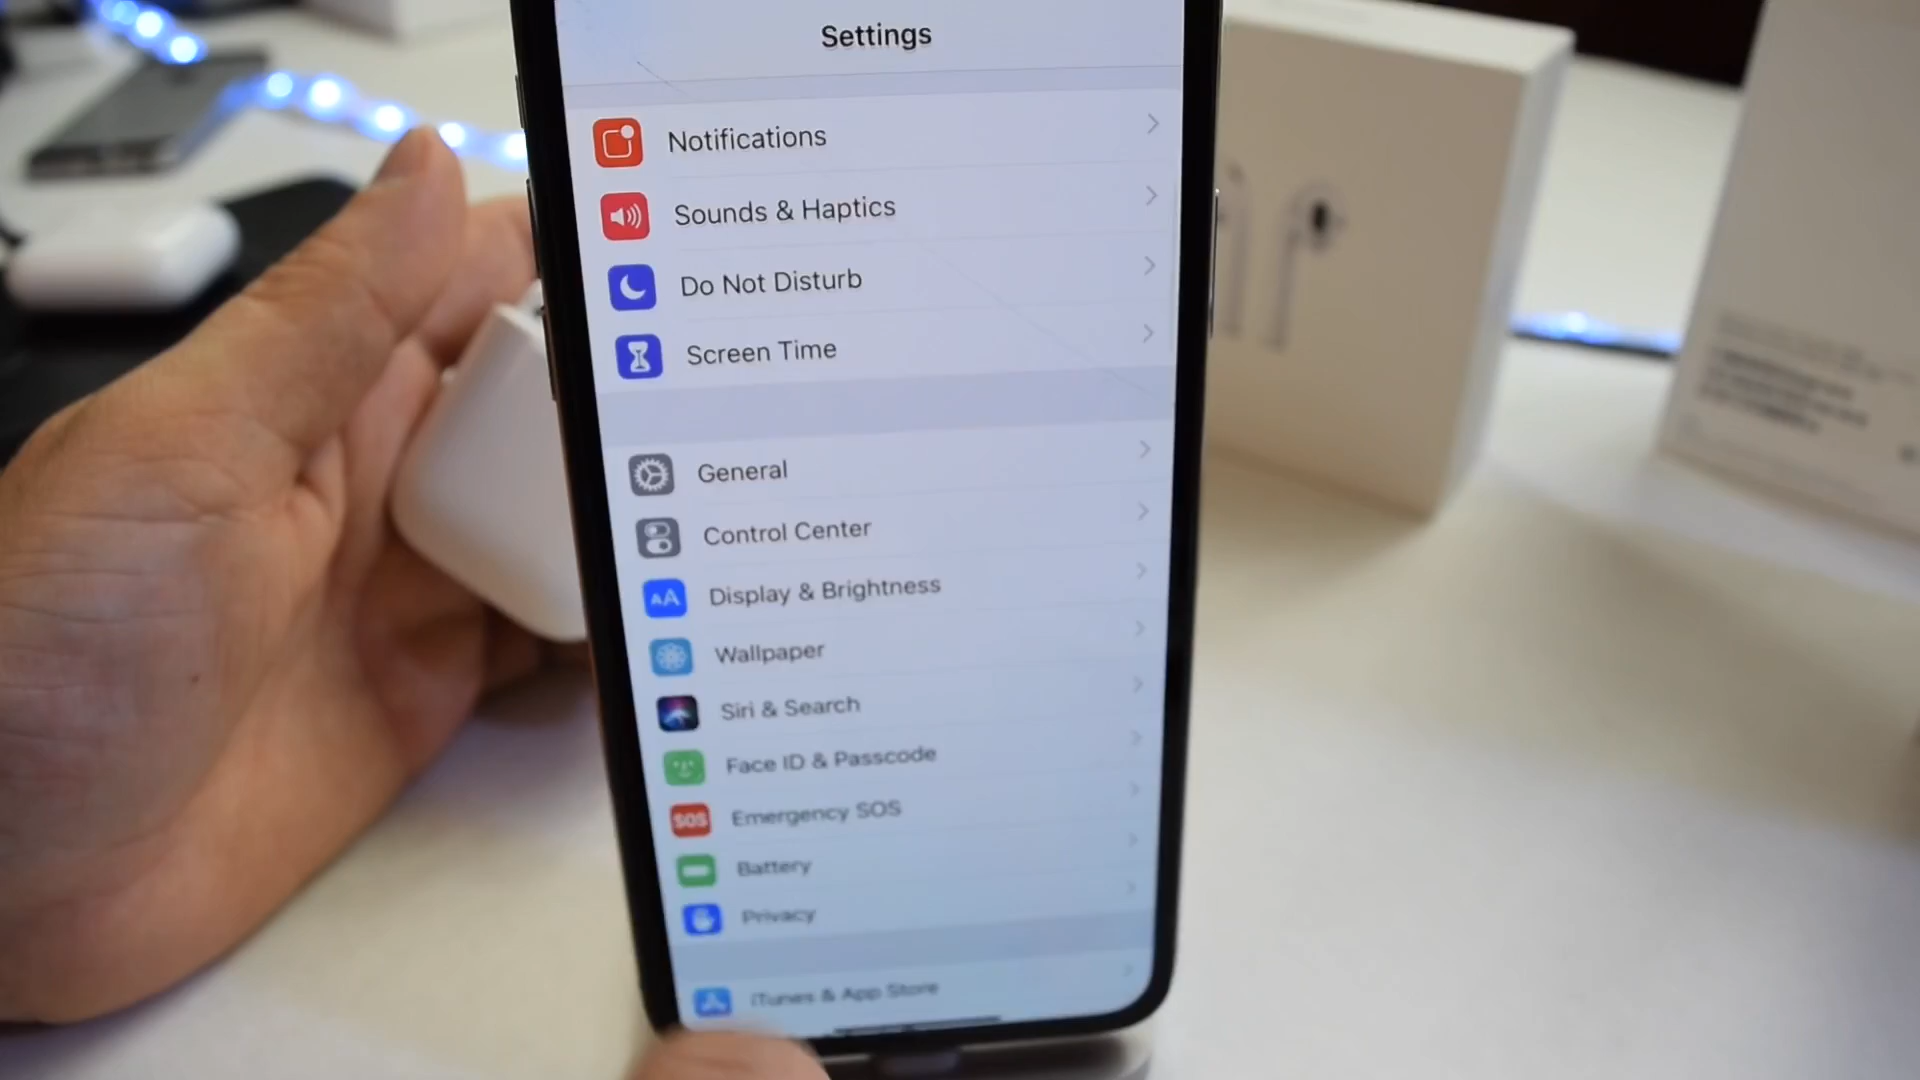 Settings
Notifications
Sounds & Haptics
Do Not Disturb
Screen Time
General
Control Center
AA Display & Brightness
Wallpaper
Siri & Search
Face ID & Passcode
SOS Emergency SOS
Battery
Privacy
iTunes & App Store